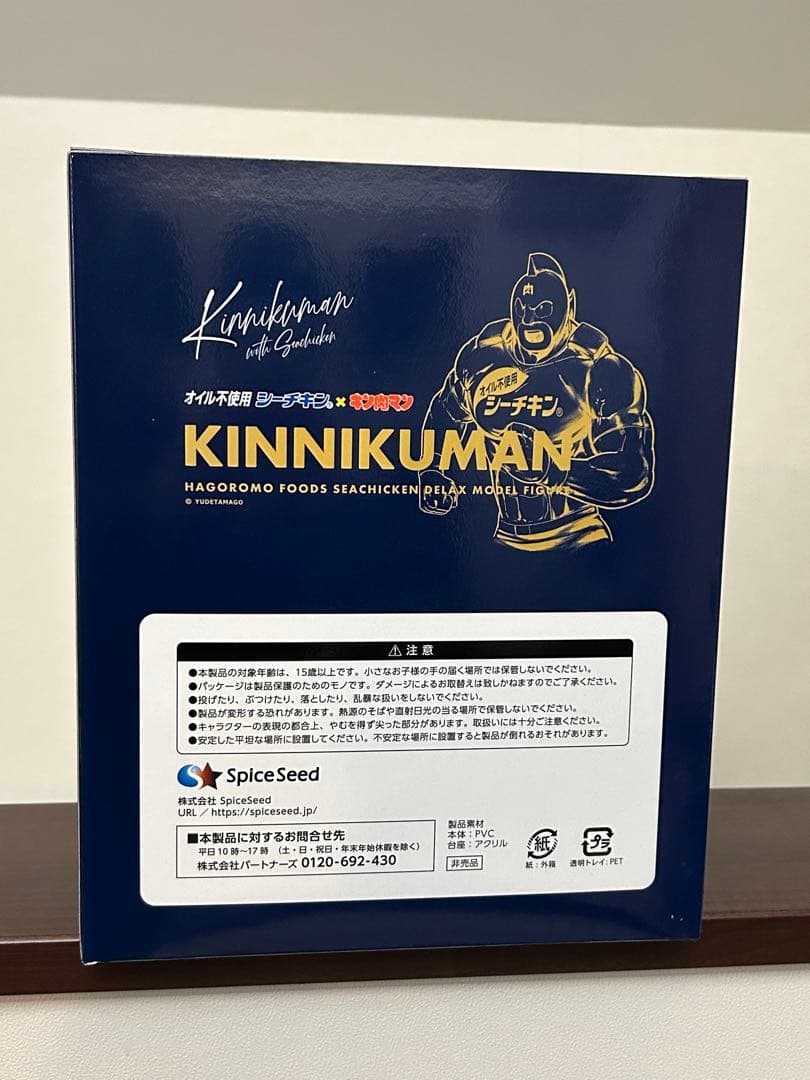 Kinnikuman
with Seachicken
肉
オイル不使用 シーチキン® × キン肉マン
オイル不使用
シーチキン®
KINNIKUMAN
HAGOROMO FOODS SEACHICKEN DELAX MODEL FIGURE
© YUDETAMAGO
⚠注意
●本製品の対象年齢は、15歳以上です。小さなお子様の手の届く場所では保管しないでください。
●パッケージは製品保護のためのモノです。ダメージによるお取替えは致しかねますのでご了承ください。
●投げたり、ぶつけたり、落としたり、乱暴な扱いをしないでください。
●製品が変形する恐れがあります。熱源のそばや直射日光の当る場所で保管しないでください。
●キャラクターの表現の都合上、やむを得ず尖った部分があります。取扱いには十分ご注意ください。
●安定した平坦な場所に設置してください。不安定な場所に設置すると製品が倒れるおそれがあります。
SpiceSeed
株式会社 SpiceSeed
URL／https://spiceseed.jp/
■本製品に対するお問合せ先
平日10時〜17時 （土・日・祝日・年末年始休暇を除く）
株式会社パートナーズ 0120-692-430
製品素材
本体：PVC
台座：アクリル
非売品
紙
紙：外箱
プラ
透明トレイ：PET